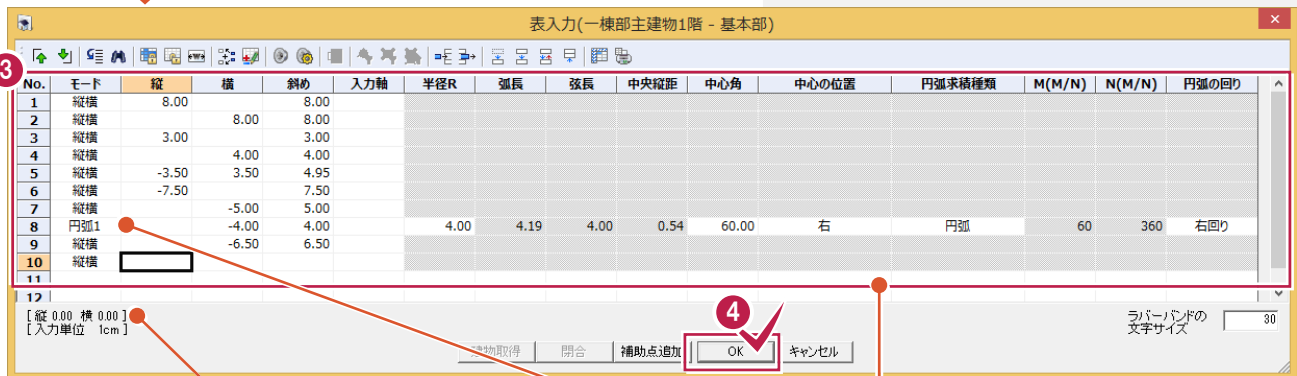 表入力(一棟部主建物1階 - 基本部)
3
No. モード 縦 横 斜め 入力軸 半径R 弧長 弦長 中央縦距 中心角 中心の位置 円弧求積種類 M(M/N) N(M/N) 円弧の回り
1 縦横 8.00 8.00
2 縦横 8.00 8.00
3 縦横 3.00 3.00
4 縦横 4.00 4.00
5 縦横 -3.50 3.50 4.95
6 縦横 -7.50 7.50
7 縦横 -5.00 5.00
8 円弧1 -4.00 4.00 4.00 4.19 4.00 0.54 60.00 右 円弧 60 360 右回り
9 縦横 -6.50 6.50
10 縦横
11
12
[ 縦 0.00 横 0.00 ]
[ 入力単位 1cm ]
ラバーバンドの
文字サイズ 30
4
建物取得 閉合 補助点追加 OK キャンセル